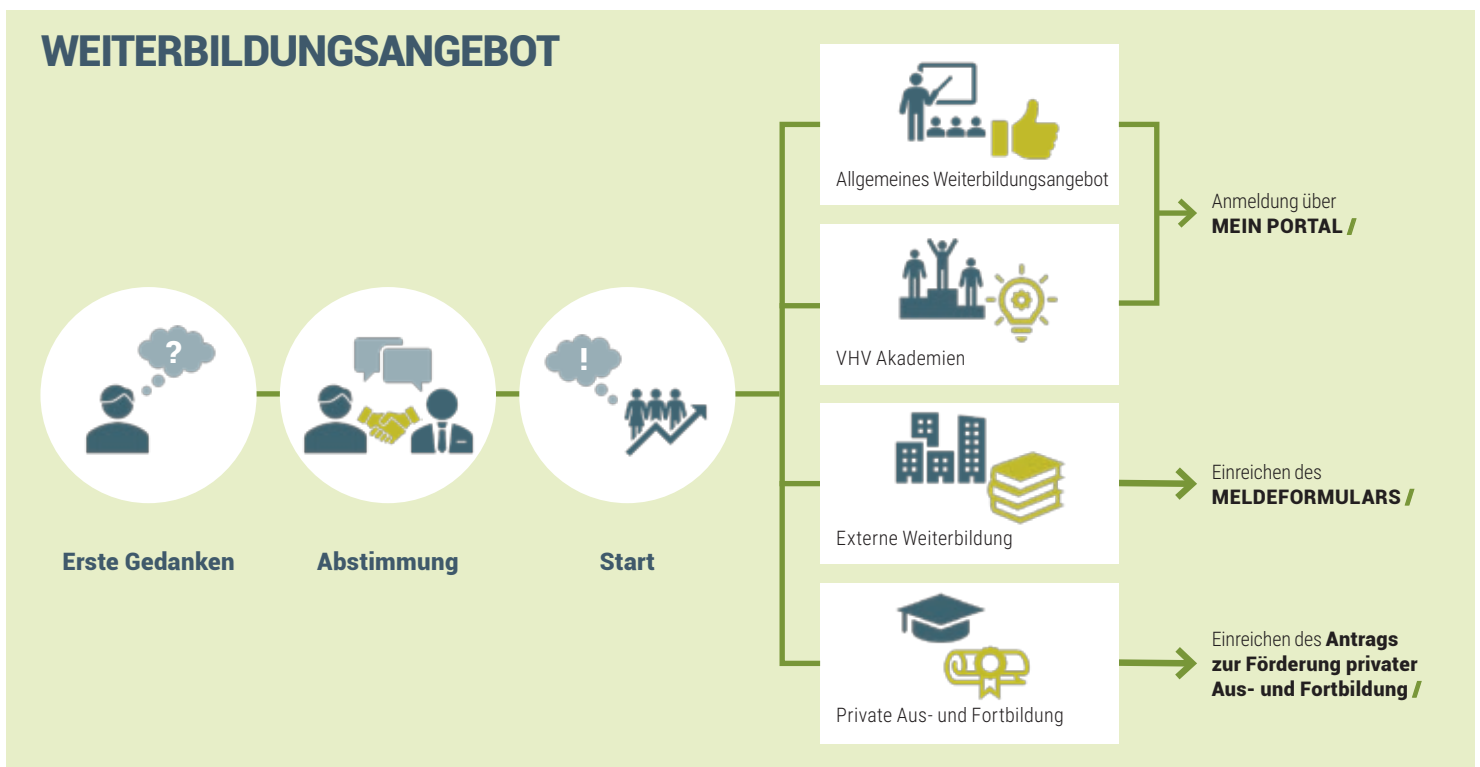 WEITERBILDUNGSANGEBOT
?
!
Erste Gedanken
Abstimmung
Start
Allgemeines Weiterbildungsangebot
VHV Akademien
Externe Weiterbildung
Private Aus- und Fortbildung
Anmeldung über
MEIN PORTAL /
Einreichen des
MELDEFORMULARS /
Einreichen des Antrags
zur Förderung privater
Aus- und Fortbildung /